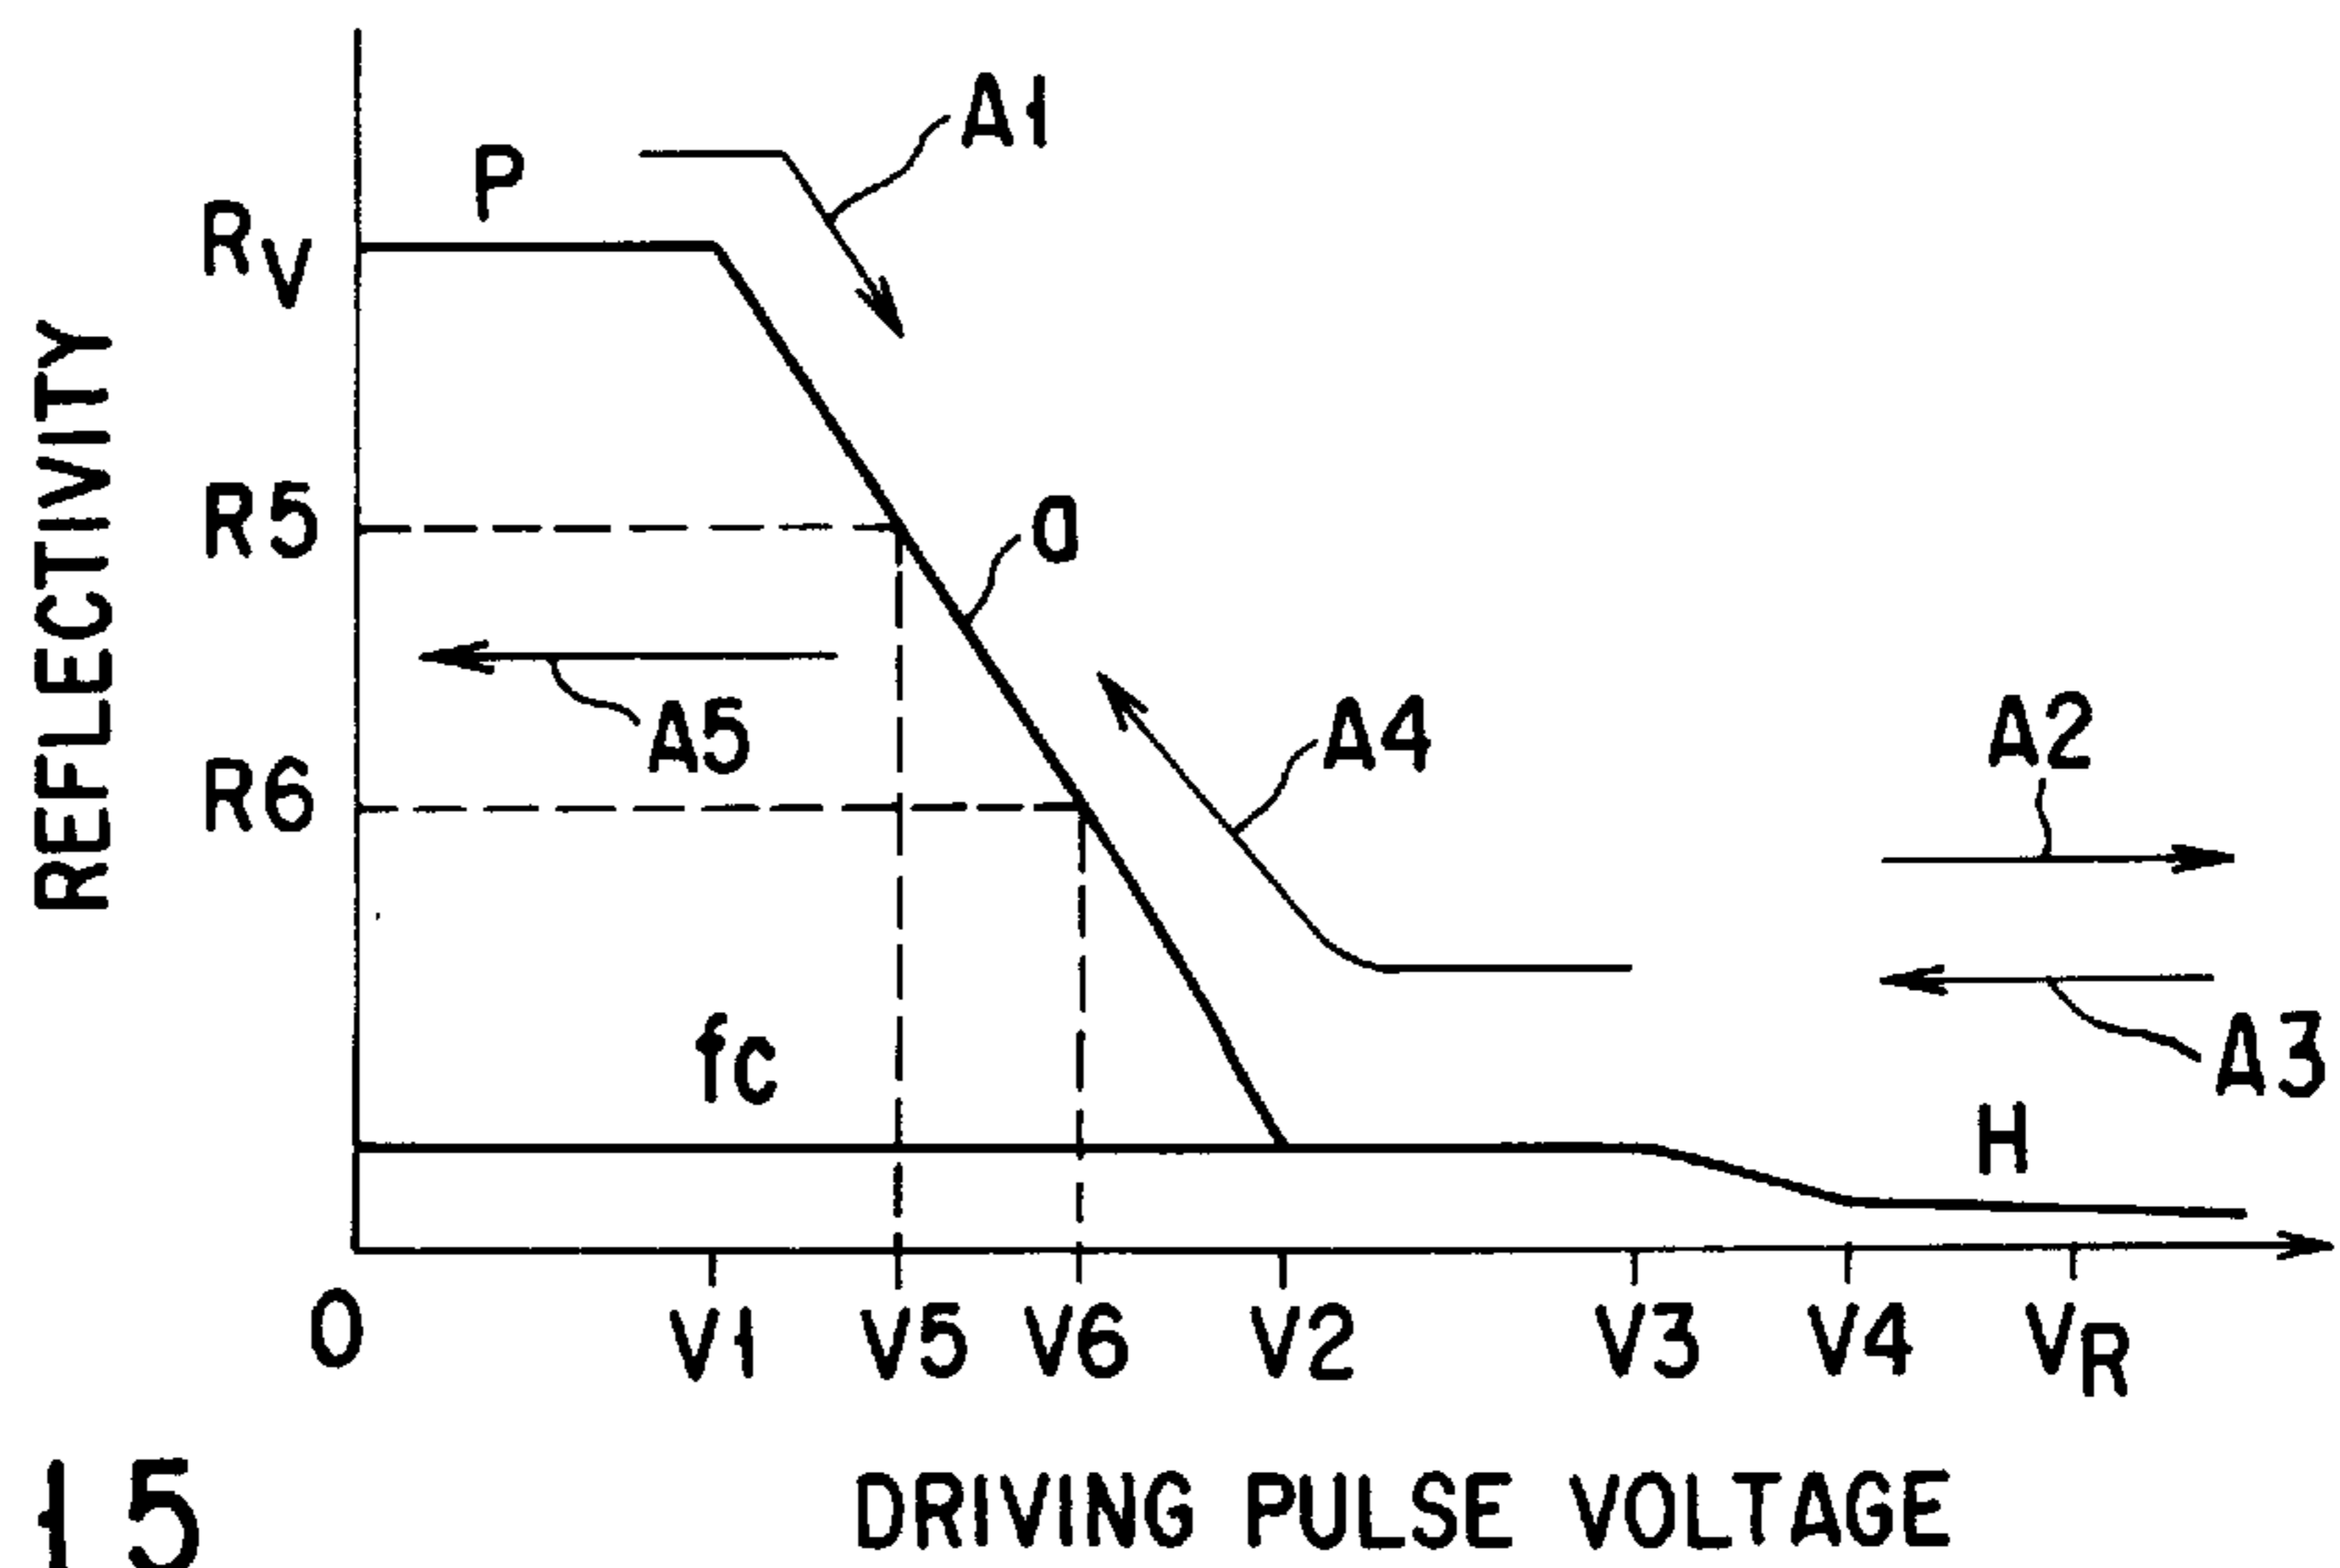 A1
P
RV
R5
a
A5
A4
A2
R6
REFLECTIVITY
fc
A3
H
0
V1 V5 V6 V2 V3 V4 VR
15
DRIVING PULSE VOLTAGE